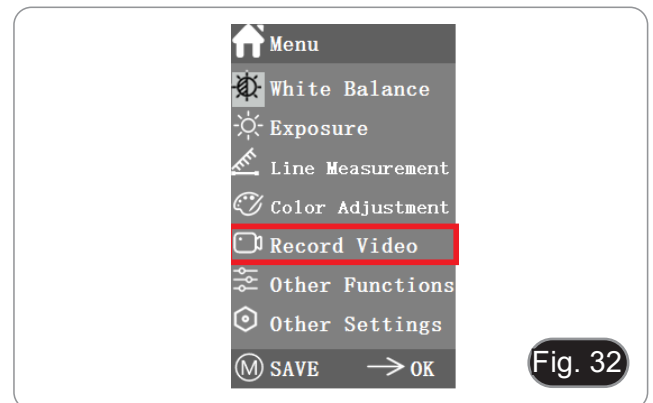 Menu
White Balance
Exposure
Line Measurement
Color Adjustment
Record Video
Other Functions
Other Settings
M SAVE OK
Fig. 32